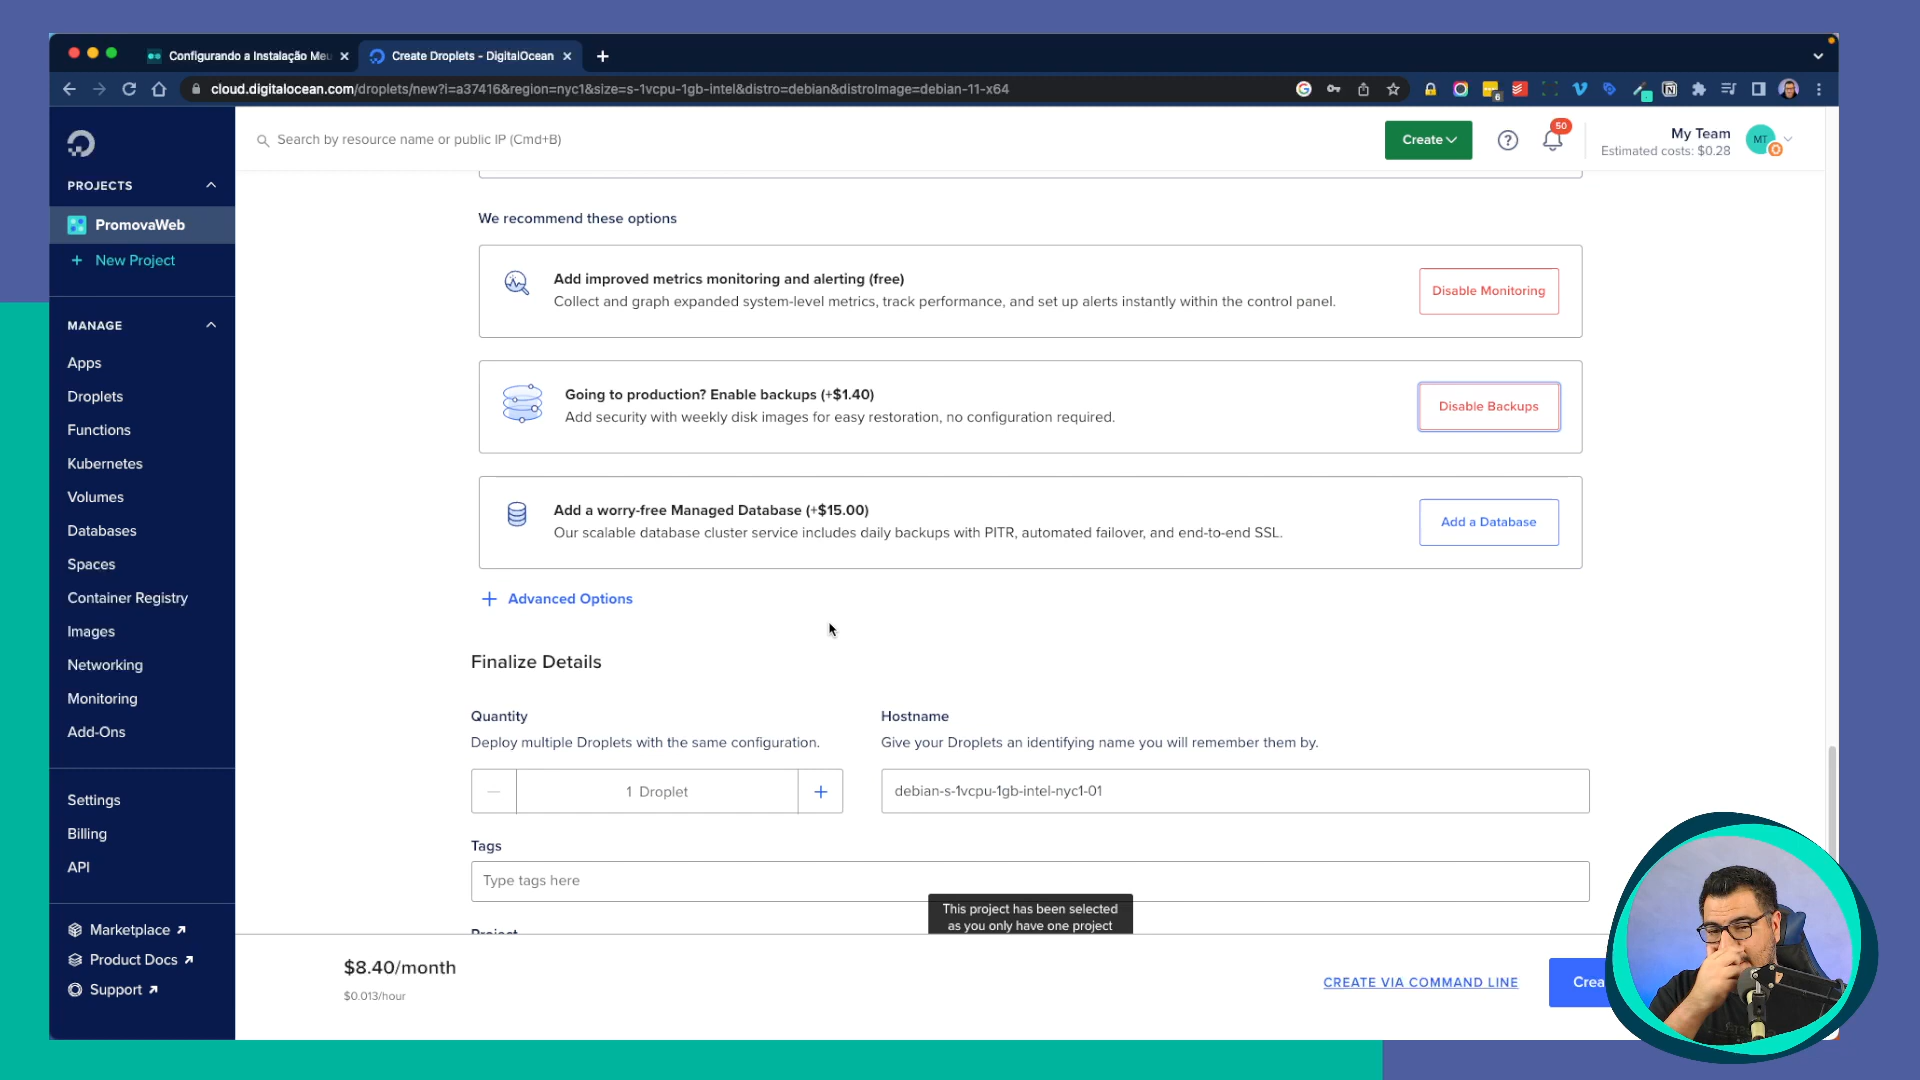 Configurando a Instalação Meu
Create Droplets - DigitalOcean
cloud.digitalocean.com/droplets/new?i=a37416&region=nyc1&size=s-1vcpu-1gb-intel&distro=debian&distroImage=debian-11-x64
6
Search by resource name or public IP (Cmd+B)
Create
50
My Team
Estimated costs: $0.28
MT
PROJECTS
PromovaWeb
+ New Project
MANAGE
Apps
Droplets
Functions
Kubernetes
Volumes
Databases
Spaces
Container Registry
Images
Networking
Monitoring
Add-Ons
Settings
Billing
API
Marketplace
Product Docs
Support
We recommend these options
Add improved metrics monitoring and alerting (free)
Collect and graph expanded system-level metrics, track performance, and set up alerts instantly within the control panel.
Disable Monitoring
Going to production? Enable backups (+$1.40)
Add security with weekly disk images for easy restoration, no configuration required.
Disable Backups
Add a worry-free Managed Database (+$15.00)
Our scalable database cluster service includes daily backups with PITR, automated failover, and end-to-end SSL.
Add a Database
+ Advanced Options
Finalize Details
Quantity
Deploy multiple Droplets with the same configuration.
1 Droplet
Hostname
Give your Droplets an identifying name you will remember them by.
debian-s-1vcpu-1gb-intel-nyc1-01
Tags
Type tags here
This project has been selected
as you only have one project
Project
$8.40/month
$0.013/hour
CREATE VIA COMMAND LINE
Crea